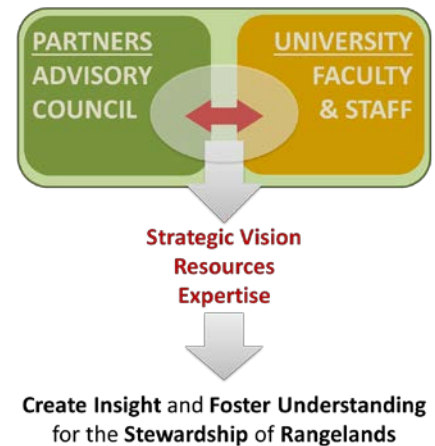 PARTNERS
ADVISORY
COUNCIL
UNIVERSITY
FACULTY
& STAFF
Strategic Vision
Resources
Expertise
Create Insight and Foster Understanding
for the Stewardship of Rangelands